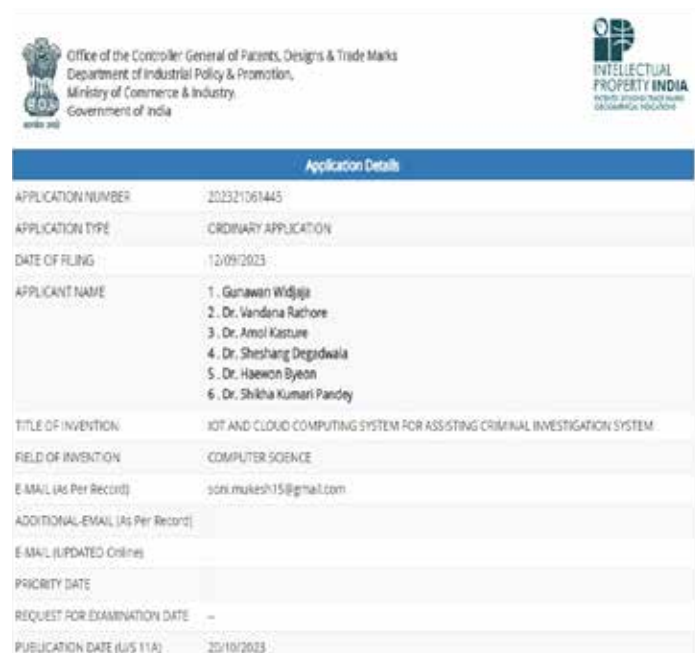 Office of the Controller General of Patents, Designs & Trade Marks
Department of Industrial Policy & Promotion,
Ministry of Commerce & Industry,
Government of India
INTELLECTUAL
PROPERTY INDIA
Application Details
APPLICATION NUMBER 202321061445
APPLICATION TYPE ORDINARY APPLICATION
DATE OF FILING 12/09/2023
APPLICANT NAME 1 . Gunawan Widjaja
2 . Dr. Vandana Rathore
3 . Dr. Amol Kasture
4 . Dr. Sheshang Degadwala
5 . Dr. Haewon Byeon
6 . Dr. Shikha Kumari Pandey
TITLE OF INVENTION IOT AND CLOUD COMPUTING SYSTEM FOR ASSISTING CRIMINAL INVESTIGATION SYSTEM
FIELD OF INVENTION COMPUTER SCIENCE
E-MAIL (As Per Record) soni.mukesh15@gmail.com
ADDITIONAL-EMAIL (As Per Record)
E-MAIL (UPDATED Online)
PRIORITY DATE
REQUEST FOR EXAMINATION DATE --
PUBLICATION DATE (U/S 11A) 20/10/2023